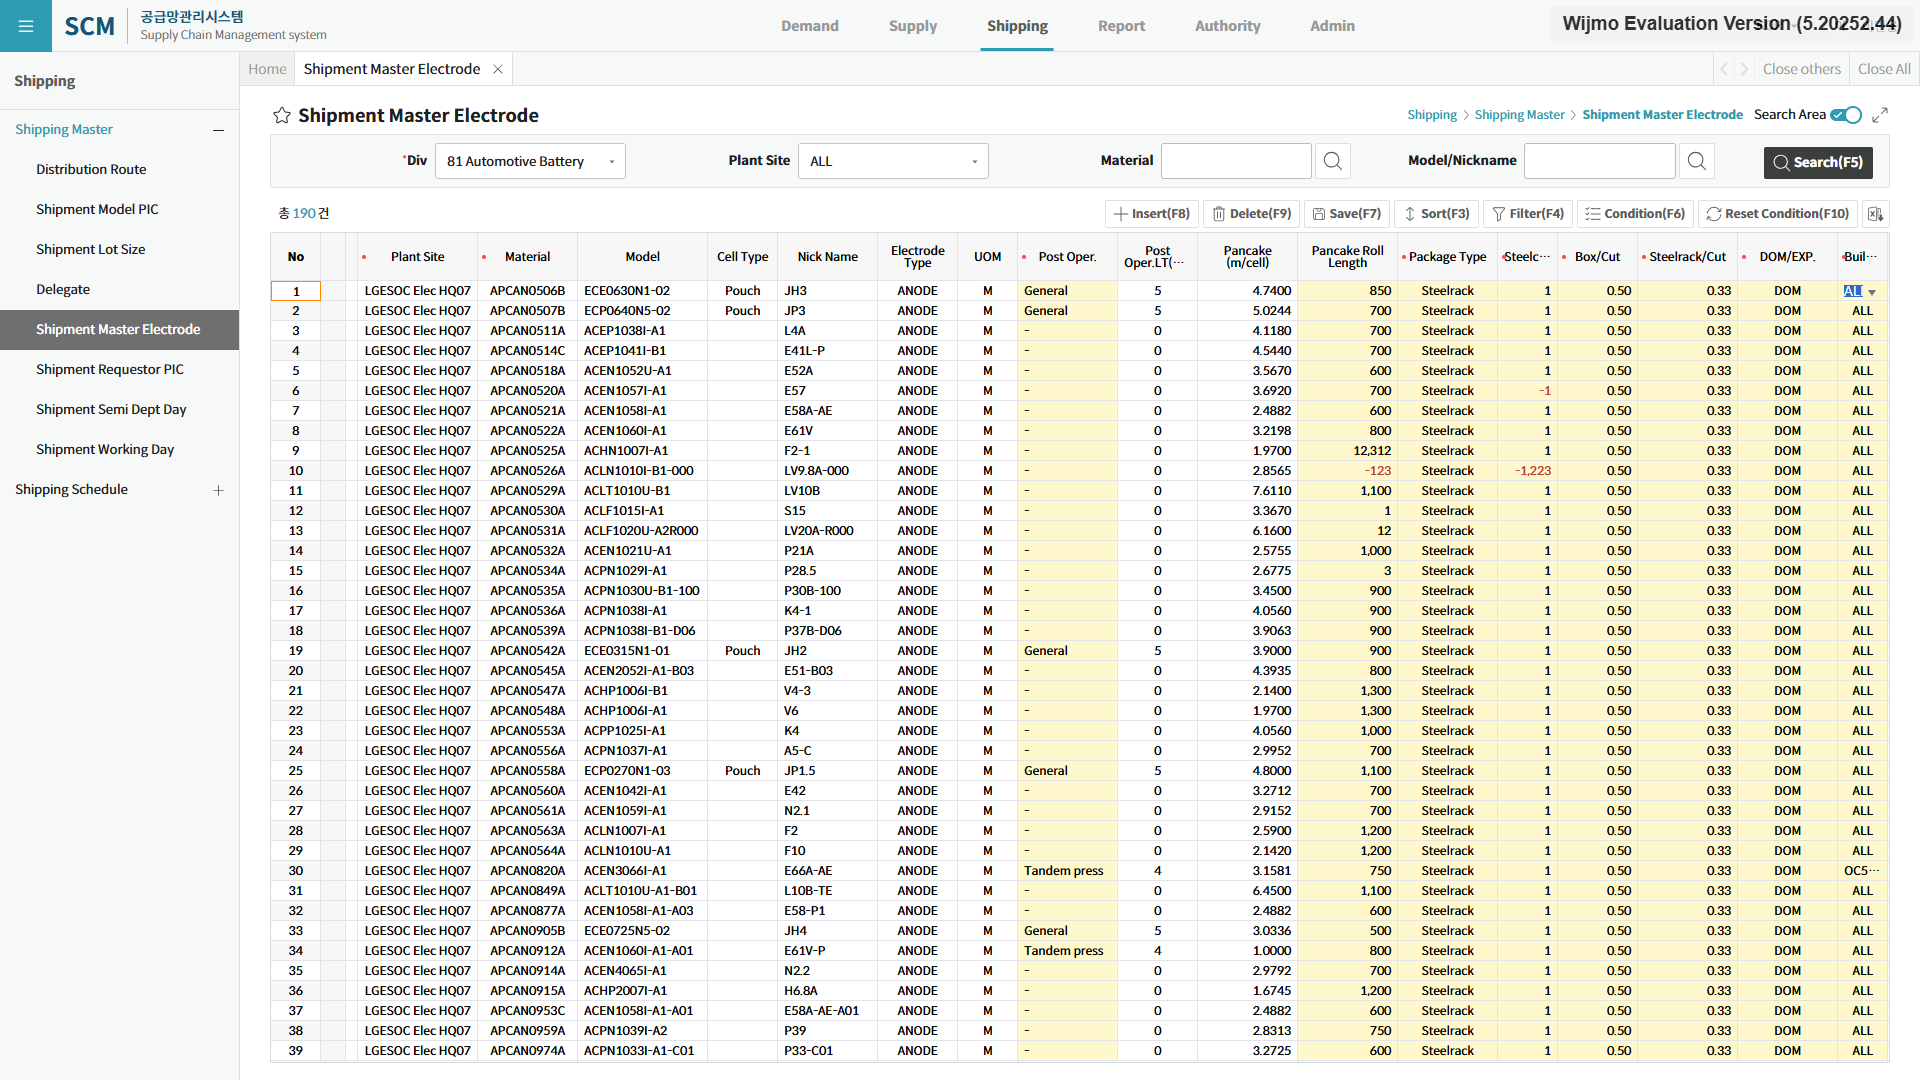 SCM
공급망관리시스템
Supply Chain Management system
Demand Supply Shipping Report Authority Admin
Wijmo Evaluation Version (5.20252.44)
Shipping
Home Shipment Master Electrode
Close others Close All
Shipping Master
Distribution Route
Shipment Model PIC
Shipment Lot Size
Delegate
Shipment Master Electrode
Shipment Requestor PIC
Shipment Semi Dept Day
Shipment Working Day
Shipping Schedule
Shipment Master Electrode
Shipping > Shipping Master > Shipment Master Electrode Search Area
*Div 81 Automotive Battery Plant Site ALL Material Model/Nickname Search(F5)
총 190 건
Insert(F8) Delete(F9) Save(F7) Sort(F3) Filter(F4) Condition(F6) Reset Condition(F10)
No Plant Site Material Model Cell Type Nick Name Electrode Type UOM Post Oper. Post Oper.LT(… Pancake (m/cell) Pancake Roll Length Package Type Steelc… Box/Cut Steelrack/Cut DOM/EXP. Buil…
1 LGESOC Elec HQ07 APCAN0506B ECE0630N1-02 Pouch JH3 ANODE M General 5 4.7400 850 Steelrack 1 0.50 0.33 DOM ALL
2 LGESOC Elec HQ07 APCAN0507B ECP0640N5-02 Pouch JP3 ANODE M General 5 5.0244 700 Steelrack 1 0.50 0.33 DOM ALL
3 LGESOC Elec HQ07 APCAN0511A ACEP1038I-A1 L4A ANODE M - 0 4.1180 700 Steelrack 1 0.50 0.33 DOM ALL
4 LGESOC Elec HQ07 APCAN0514C ACEP1041I-B1 E41L-P ANODE M - 0 4.5440 700 Steelrack 1 0.50 0.33 DOM ALL
5 LGESOC Elec HQ07 APCAN0518A ACEN1052U-A1 E52A ANODE M - 0 3.5670 600 Steelrack 1 0.50 0.33 DOM ALL
6 LGESOC Elec HQ07 APCAN0520A ACEN1057I-A1 E57 ANODE M - 0 3.6920 700 Steelrack -1 0.50 0.33 DOM ALL
7 LGESOC Elec HQ07 APCAN0521A ACEN1058I-A1 E58A-AE ANODE M - 0 2.4882 600 Steelrack 1 0.50 0.33 DOM ALL
8 LGESOC Elec HQ07 APCAN0522A ACEN1060I-A1 E61V ANODE M - 0 3.2198 800 Steelrack 1 0.50 0.33 DOM ALL
9 LGESOC Elec HQ07 APCAN0525A ACHN1007I-A1 F2-1 ANODE M - 0 1.9700 12,312 Steelrack 1 0.50 0.33 DOM ALL
10 LGESOC Elec HQ07 APCAN0526A ACLN1010I-B1-000 LV9.8A-000 ANODE M - 0 2.8565 -123 Steelrack -1,223 0.50 0.33 DOM ALL
11 LGESOC Elec HQ07 APCAN0529A ACLT1010U-B1 LV10B ANODE M - 0 7.6110 1,100 Steelrack 1 0.50 0.33 DOM ALL
12 LGESOC Elec HQ07 APCAN0530A ACLF1015I-A1 S15 ANODE M - 0 3.3670 1 Steelrack 1 0.50 0.33 DOM ALL
13 LGESOC Elec HQ07 APCAN0531A ACLF1020U-A2R000 LV20A-R000 ANODE M - 0 6.1600 12 Steelrack 1 0.50 0.33 DOM ALL
14 LGESOC Elec HQ07 APCAN0532A ACEN1021U-A1 P21A ANODE M - 0 2.5755 1,000 Steelrack 1 0.50 0.33 DOM ALL
15 LGESOC Elec HQ07 APCAN0534A ACPN1029I-A1 P28.5 ANODE M - 0 2.6775 3 Steelrack 1 0.50 0.33 DOM ALL
16 LGESOC Elec HQ07 APCAN0535A ACPN1030U-B1-100 P30B-100 ANODE M - 0 3.4500 900 Steelrack 1 0.50 0.33 DOM ALL
17 LGESOC Elec HQ07 APCAN0536A ACPN1038I-A1 K4-1 ANODE M - 0 4.0560 900 Steelrack 1 0.50 0.33 DOM ALL
18 LGESOC Elec HQ07 APCAN0539A ACPN1038I-B1-D06 P37B-D06 ANODE M - 0 3.9063 900 Steelrack 1 0.50 0.33 DOM ALL
19 LGESOC Elec HQ07 APCAN0542A ECE0315N1-01 Pouch JH2 ANODE M General 5 3.9000 900 Steelrack 1 0.50 0.33 DOM ALL
20 LGESOC Elec HQ07 APCAN0545A ACEN2052I-A1-B03 E51-B03 ANODE M - 0 4.3935 800 Steelrack 1 0.50 0.33 DOM ALL
21 LGESOC Elec HQ07 APCAN0547A ACHP1006I-B1 V4-3 ANODE M - 0 2.1400 1,300 Steelrack 1 0.50 0.33 DOM ALL
22 LGESOC Elec HQ07 APCAN0548A ACHP1006I-A1 V6 ANODE M - 0 1.9700 1,300 Steelrack 1 0.50 0.33 DOM ALL
23 LGESOC Elec HQ07 APCAN0553A ACPP1025I-A1 K4 ANODE M - 0 4.0560 1,000 Steelrack 1 0.50 0.33 DOM ALL
24 LGESOC Elec HQ07 APCAN0556A ACPN1037I-A1 A5-C ANODE M - 0 2.9952 700 Steelrack 1 0.50 0.33 DOM ALL
25 LGESOC Elec HQ07 APCAN0558A ECP0270N1-03 Pouch JP1.5 ANODE M General 5 4.8000 1,100 Steelrack 1 0.50 0.33 DOM ALL
26 LGESOC Elec HQ07 APCAN0560A ACEN1042I-A1 E42 ANODE M - 0 3.2712 700 Steelrack 1 0.50 0.33 DOM ALL
27 LGESOC Elec HQ07 APCAN0561A ACEN1059I-A1 N2.1 ANODE M - 0 2.9152 700 Steelrack 1 0.50 0.33 DOM ALL
28 LGESOC Elec HQ07 APCAN0563A ACLN1007I-A1 F2 ANODE M - 0 2.5900 1,200 Steelrack 1 0.50 0.33 DOM ALL
29 LGESOC Elec HQ07 APCAN0564A ACLN1010U-A1 F10 ANODE M - 0 2.1420 1,200 Steelrack 1 0.50 0.33 DOM ALL
30 LGESOC Elec HQ07 APCAN0820A ACEN3066I-A1 E66A-AE ANODE M Tandem press 4 3.1581 750 Steelrack 1 0.50 0.33 DOM OC5…
31 LGESOC Elec HQ07 APCAN0849A ACLT1010U-A1-B01 L10B-TE ANODE M - 0 6.4500 1,100 Steelrack 1 0.50 0.33 DOM ALL
32 LGESOC Elec HQ07 APCAN0877A ACEN1058I-A1-A03 E58-P1 ANODE M - 0 2.4882 600 Steelrack 1 0.50 0.33 DOM ALL
33 LGESOC Elec HQ07 APCAN0905B ECE0725N5-02 JH4 ANODE M General 5 3.0336 500 Steelrack 1 0.50 0.33 DOM ALL
34 LGESOC Elec HQ07 APCAN0912A ACEN1060I-A1-A01 E61V-P ANODE M Tandem press 4 1.0000 800 Steelrack 1 0.50 0.33 DOM ALL
35 LGESOC Elec HQ07 APCAN0914A ACEN4065I-A1 N2.2 ANODE M - 0 2.9792 700 Steelrack 1 0.50 0.33 DOM ALL
36 LGESOC Elec HQ07 APCAN0915A ACHP2007I-A1 H6.8A ANODE M - 0 1.6745 1,200 Steelrack 1 0.50 0.33 DOM ALL
37 LGESOC Elec HQ07 APCAN0953C ACEN1058I-A1-A01 E58A-AE-A01 ANODE M - 0 2.4882 600 Steelrack 1 0.50 0.33 DOM ALL
38 LGESOC Elec HQ07 APCAN0959A ACPN1039I-A2 P39 ANODE M - 0 2.8313 750 Steelrack 1 0.50 0.33 DOM ALL
39 LGESOC Elec HQ07 APCAN0974A ACPN1033I-A1-C01 P33-C01 ANODE M - 0 3.2725 600 Steelrack 1 0.50 0.33 DOM ALL